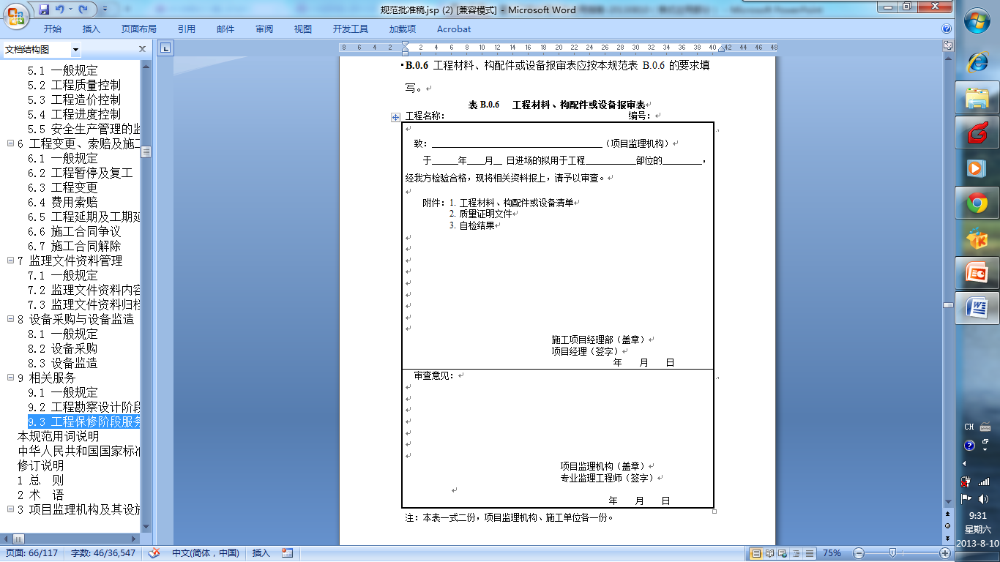 规范批准稿.jsp (2) [兼容模式] - Microsoft Word
开始 插入 页面布局 引用 邮件 审阅 视图 开发工具 加载项 Acrobat
文档结构图
5.1 一般规定
5.2 工程质量控制
5.3 工程造价控制
5.4 工程进度控制
5.5 安全生产管理的监
6 工程变更、索赔及施工
6.1 一般规定
6.2 工程暂停及复工
6.3 工程变更
6.4 费用索赔
6.5 工程延期及工期延
6.6 施工合同争议
6.7 施工合同解除
7 监理文件资料管理
7.1 一般规定
7.2 监理文件资料内容
7.3 监理文件资料归档
8 设备采购与设备监造
8.1 一般规定
8.2 设备采购
8.3 设备监造
9 相关服务
9.1 一般规定
9.2 工程勘察设计阶段
9.3 工程保修阶段服务
本规范用词说明
中华人民共和国国家标准
修订说明
1 总 则
2 术 语
3 项目监理机构及其设施
8 6 4 2 2 4 6 8 10 12 14 16 18 20 22 24 26 28 30 32 34 36 38 40 42 44 46 48
B.0.6 工程材料、构配件或设备报审表应按本规范表 B.0.6 的要求填
写。
表 B.0.6 工程材料、构配件或设备报审表
工程名称： 编号：
致：（项目监理机构）
于 年 月 日进场的拟用于工程 部位的 ，
经我方检验合格，现将相关资料报上，请予以审查。
附件：1. 工程材料、构配件或设备清单
2. 质量证明文件
3. 自检结果
施工项目经理部（盖章）
项目经理（签字）
年 月 日
审查意见：
项目监理机构（盖章）
专业监理工程师（签字）
年 月 日
注：本表一式二份，项目监理机构、施工单位各一份。
页面: 66/117 字数: 46/36,547 中文(简体，中国) 插入 75%
CH
9:31
星期六
2013-8-10